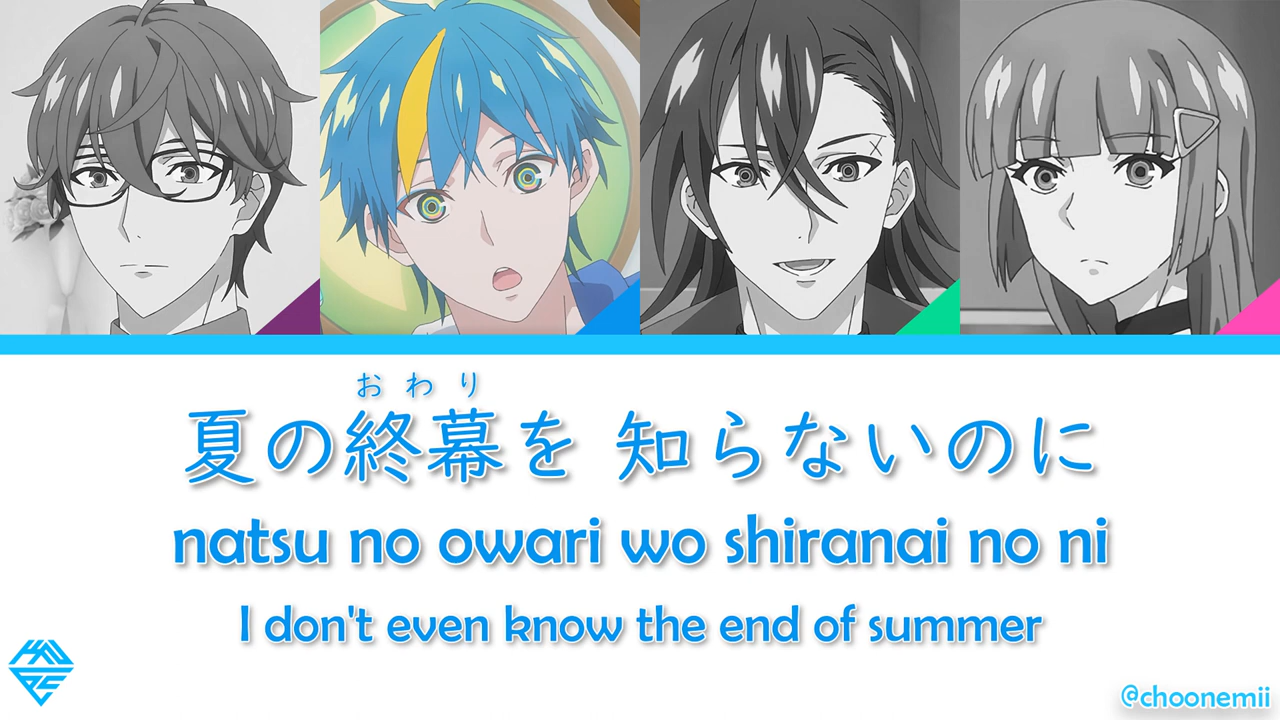 おわり
夏の終幕を 知らないのに
natsu no owari wo shiranai no ni
I don't even know the end of summer
@choonemii